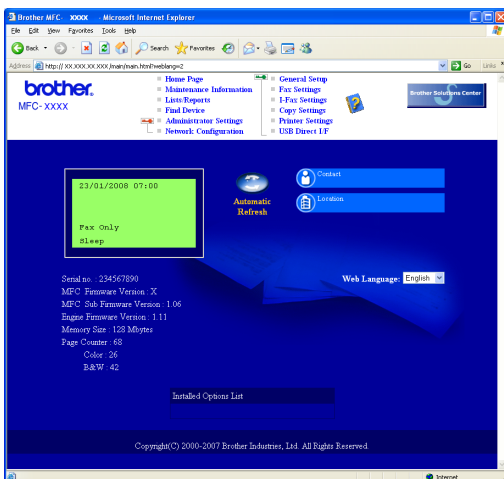 Brother MFC- XXXX - Microsoft Internet Explorer
File Edit View Favorites Tools Help
Back Search Favorites
Address http:// XX.XXX.XX.XXX /main/main.html?weblang=2 Go Links
brother.
MFC- XXXX
Home Page
Maintenance Information
Lists/Reports
Find Device
Administrator Settings
Network Configuration
General Setup
Fax Settings
I-Fax Settings
Copy Settings
Printer Settings
USB Direct I/F
Brother Solutions Center
23/01/2008 07:00
Fax Only
Sleep
Automatic
Refresh
Contact
Location
Serial no. : 234567890
MFC Firmware Version : X
MFC Sub Firmware Version : 1.06
Engine Firmware Version : 1.11
Memory Size : 128 Mbytes
Page Counter : 68
Color : 26
B&W : 42
Web Language: English
Installed Options List
Copyright(C) 2000-2007 Brother Industries, Ltd. All Rights Reserved.
Internet